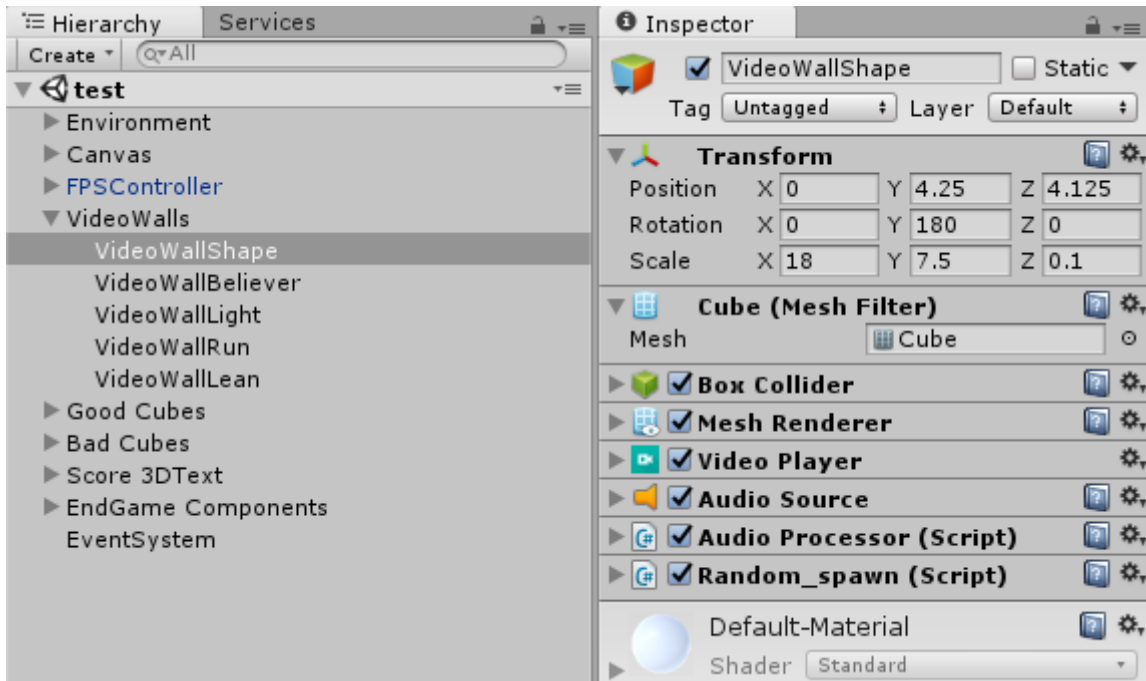 Hierarchy Services
Create All
test
Environment
Canvas
FPSController
VideoWalls
VideoWallShape
VideoWallBeliever
VideoWallLight
VideoWallRun
VideoWallLean
Good Cubes
Bad Cubes
Score 3DText
EndGame Components
EventSystem
Inspector
VideoWallShape Static
Tag Untagged Layer Default
Transform
Position X 0 Y 4.25 Z 4.125
Rotation X 0 Y 180 Z 0
Scale X 18 Y 7.5 Z 0.1
Cube (Mesh Filter)
Mesh Cube
Box Collider
Mesh Renderer
Video Player
Audio Source
Audio Processor (Script)
Random_spawn (Script)
Default-Material
Shader Standard